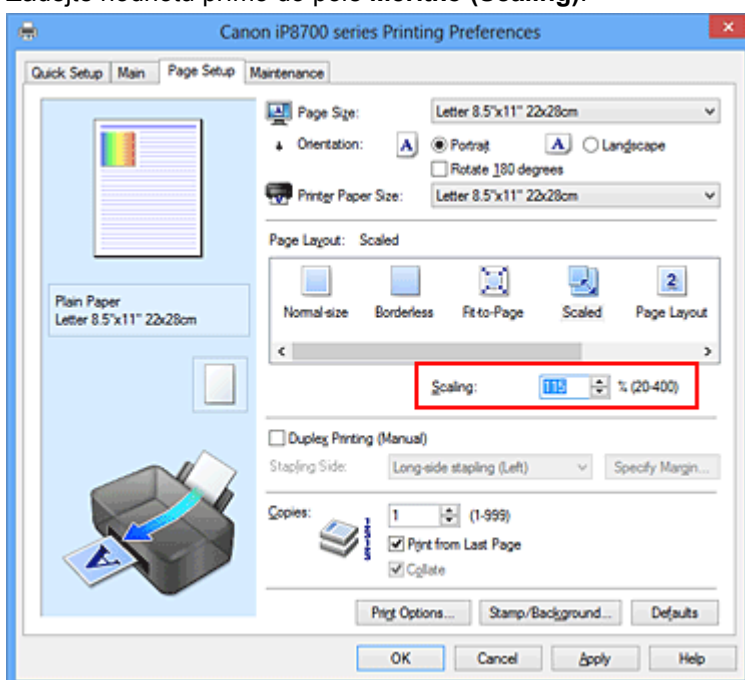 Zadejte hodnotu přímo do pole Měřítko (Scaling).
Canon iP8700 series Printing Preferences
Quick Setup Main Page Setup Maintenance
Page Size: Letter 8.5"x11" 22x28cm
Orientation: A Portrait A Landscape
Rotate 180 degrees
Printer Paper Size: Letter 8.5"x11" 22x28cm
Page Layout: Scaled
2
Normal-size Borderless Fit-to-Page Scaled Page Layout
Plain Paper
Letter 8.5"x11" 22x28cm
Scaling: 115 % (20-400)
Duplex Printing (Manual)
Stapling Side: Long-side stapling (Left) Specify Margin...
Copies: 1 (1-999)
Print from Last Page
Collate
A
Print Options... Stamp/Background... Defaults
OK Cancel Apply Help